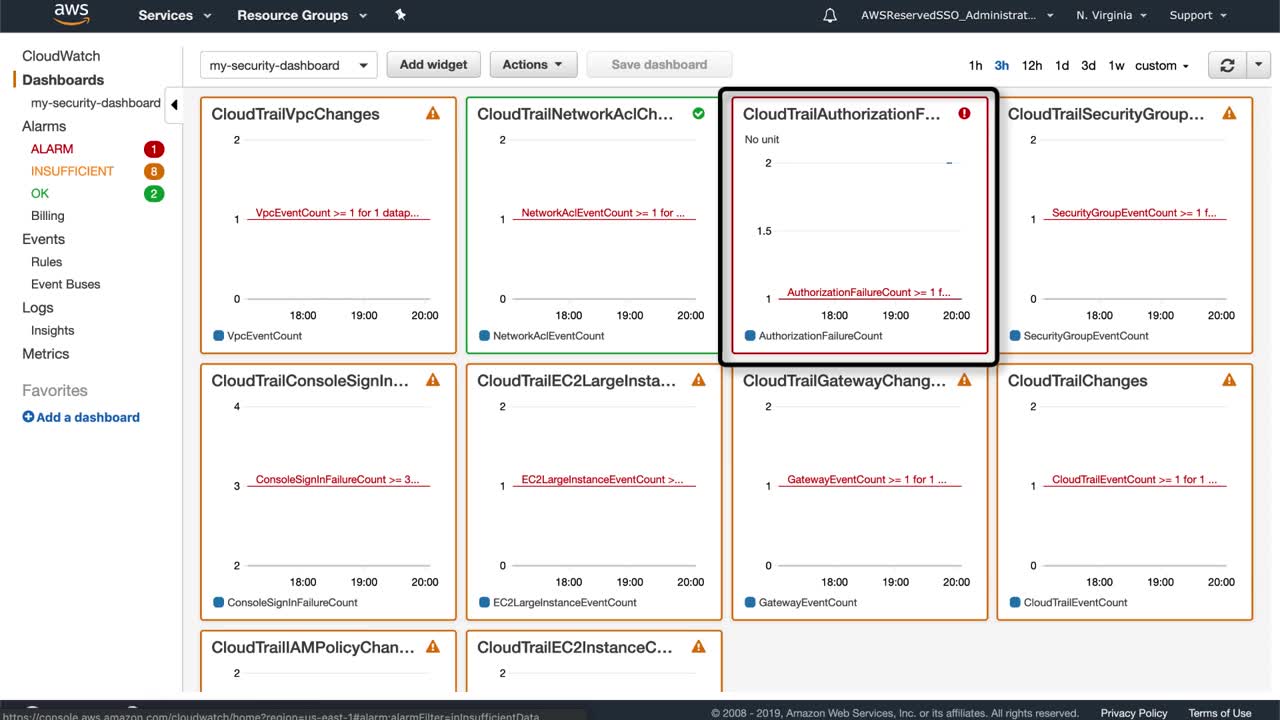 aws
Services
Resource Groups
AWSReservedSSO_Administrat...
N. Virginia
Support
CloudWatch
Dashboards
my-security-dashboard
Alarms
ALARM 1
INSUFFICIENT 8
OK 2
Billing
Events
Rules
Event Buses
Logs
Insights
Metrics
Favorites
Add a dashboard
my-security-dashboard
Add widget
Actions
Save dashboard
1h 3h 12h 1d 3d 1w custom
CloudTrailVpcChanges
2
VpcEventCount >= 1 for 1 datap...
1
0
18:00 19:00 20:00
VpcEventCount
CloudTrailNetworkAclCh...
2
NetworkAclEventCount >= 1 for ...
1
0
18:00 19:00 20:00
NetworkAclEventCount
CloudTrailAuthorizationF...
No unit
2
1.5
AuthorizationFailureCount >= 1 f...
1
18:00 19:00 20:00
AuthorizationFailureCount
CloudTrailSecurityGroup...
2
SecurityGroupEventCount >= 1 f...
1
0
18:00 19:00 20:00
SecurityGroupEventCount
CloudTrailConsoleSignIn...
4
ConsoleSignInFailureCount >= 3...
3
2
18:00 19:00 20:00
ConsoleSignInFailureCount
CloudTrailEC2LargeInsta...
2
EC2LargeInstanceEventCount >...
1
0
18:00 19:00 20:00
EC2LargeInstanceEventCount
CloudTrailGatewayChang...
2
GatewayEventCount >= 1 for 1 ...
1
0
18:00 19:00 20:00
GatewayEventCount
CloudTrailChanges
2
CloudTrailEventCount >= 1 for 1 ...
1
0
18:00 19:00 20:00
CloudTrailEventCount
CloudTrailIAMPolicyChan...
2
CloudTrailEC2InstanceC...
2
https://console.aws.amazon.com/cloudwatch/home?region=us-east-1#alarm:alarmFilter=inInsufficientData
© 2008 - 2019, Amazon Web Services, Inc. or its affiliates. All rights reserved.
Privacy Policy
Terms of Use